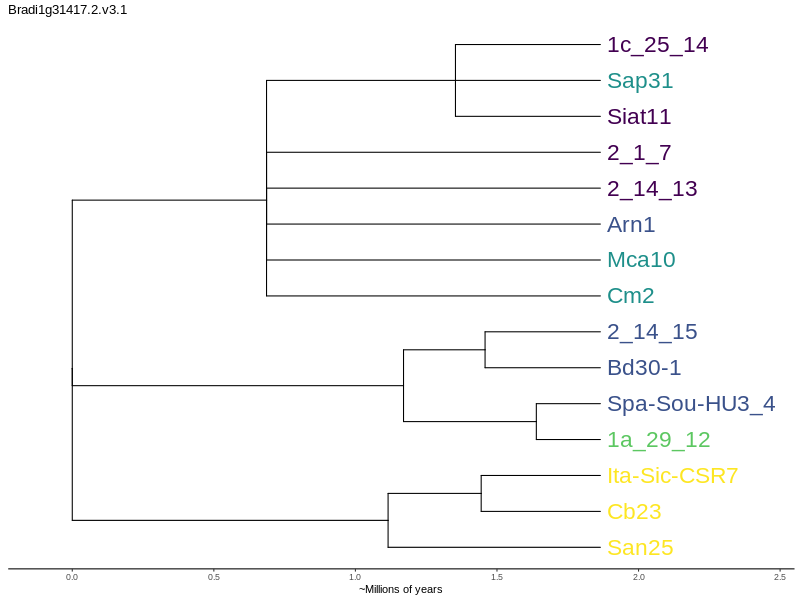 Bradi1g31417.2.v3.1
1c_25_14
Sap31
Siat11
2_1_7
2_14_13
Arn1
Mca10
Cm2
2_14_15
Bd30-1
Spa-Sou-HU3_4
1a_29_12
Ita-Sic-CSR7
Cb23
San25
0.0 0.5 1.0 1.5 2.0 2.5
~Millions of years